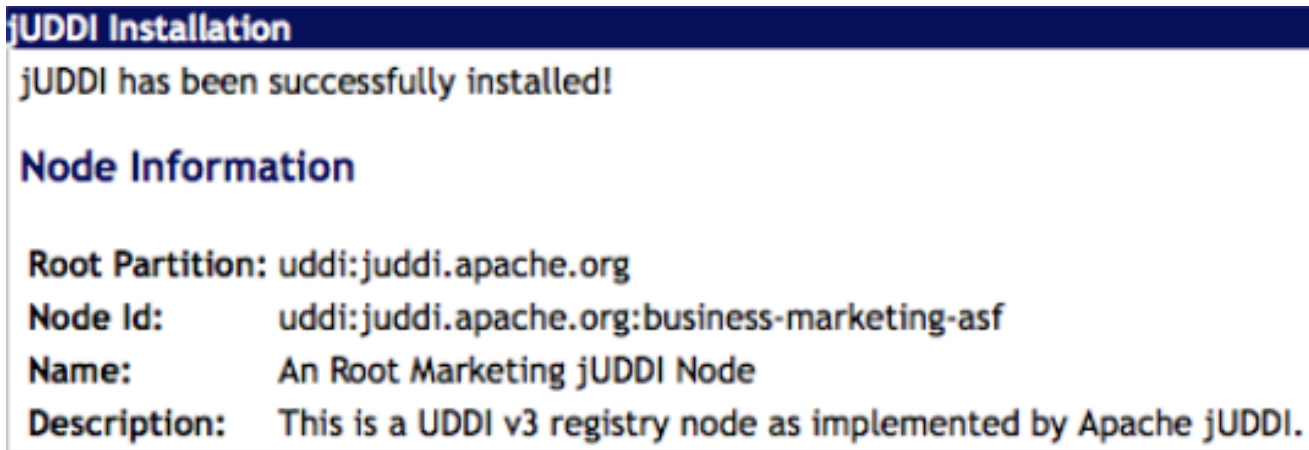 jUDDI Installation
jUDDI has been successfully installed!
Node Information
Root Partition: uddi:juddi.apache.org
Node Id: uddi:juddi.apache.org:business-marketing-asf
Name: An Root Marketing jUDDI Node
Description: This is a UDDI v3 registry node as implemented by Apache jUDDI.